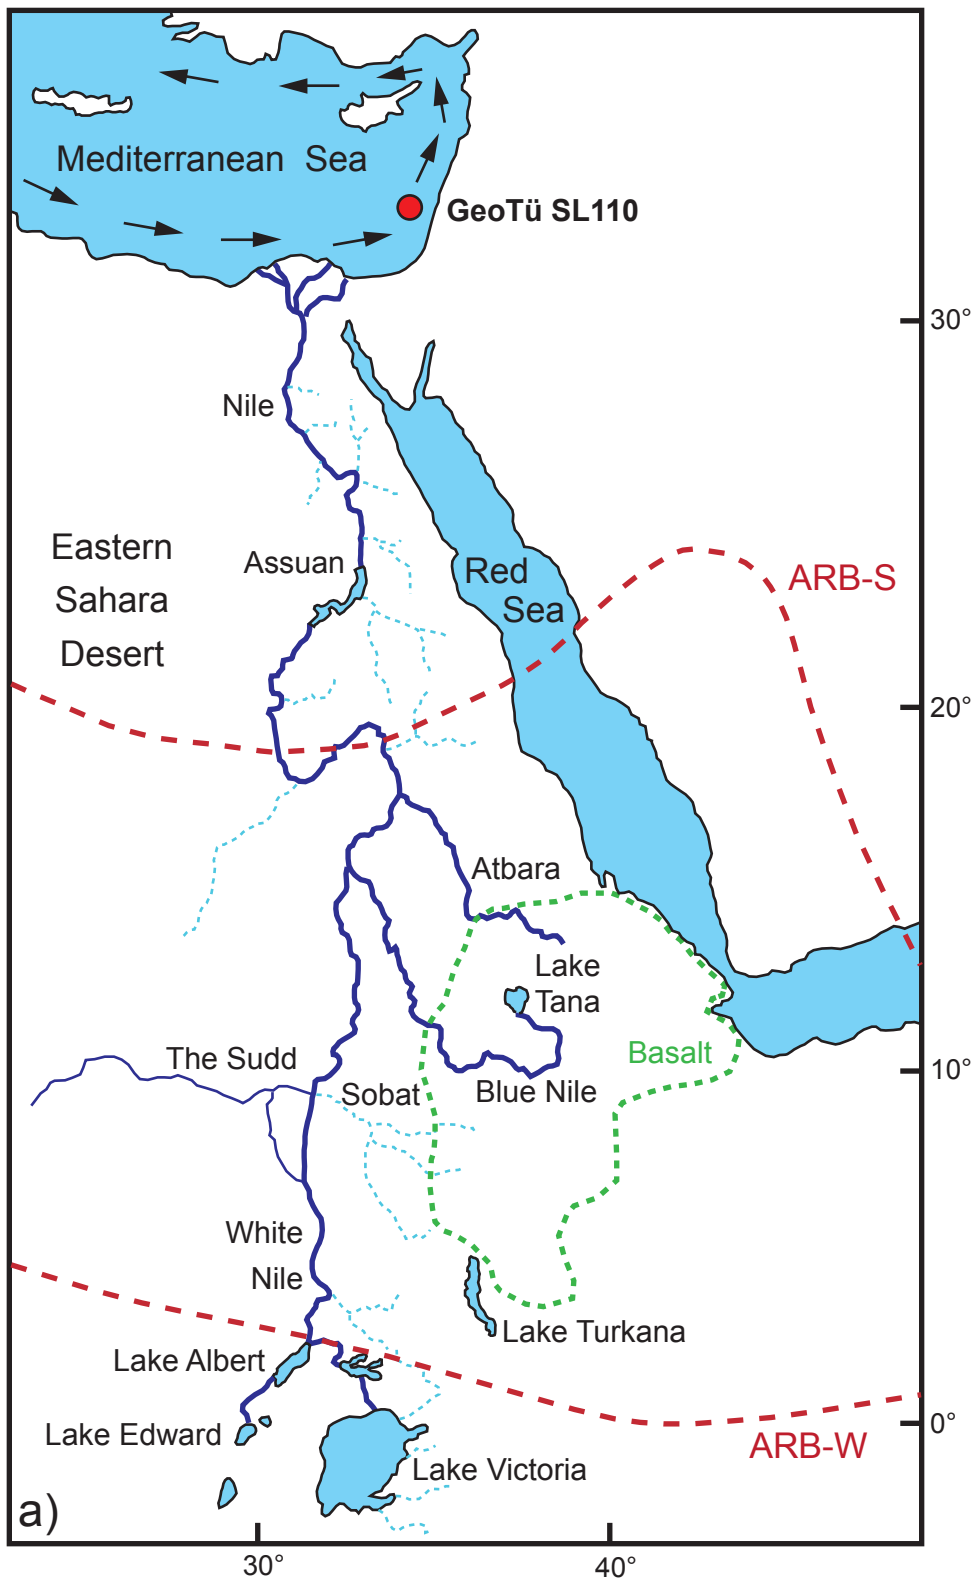 Mediterranean Sea
GeoTü SL110
30°
Nile
Eastern
Sahara
Desert
Assuan
Red
Sea
ARB-S
20°
Atbara
Lake
Tana
Basalt
The Sudd
Sobat
Blue Nile
10°
White
Nile
Lake Turkana
Lake Albert
Lake Edward
0°
ARB-W
Lake Victoria
a)
30°
40°